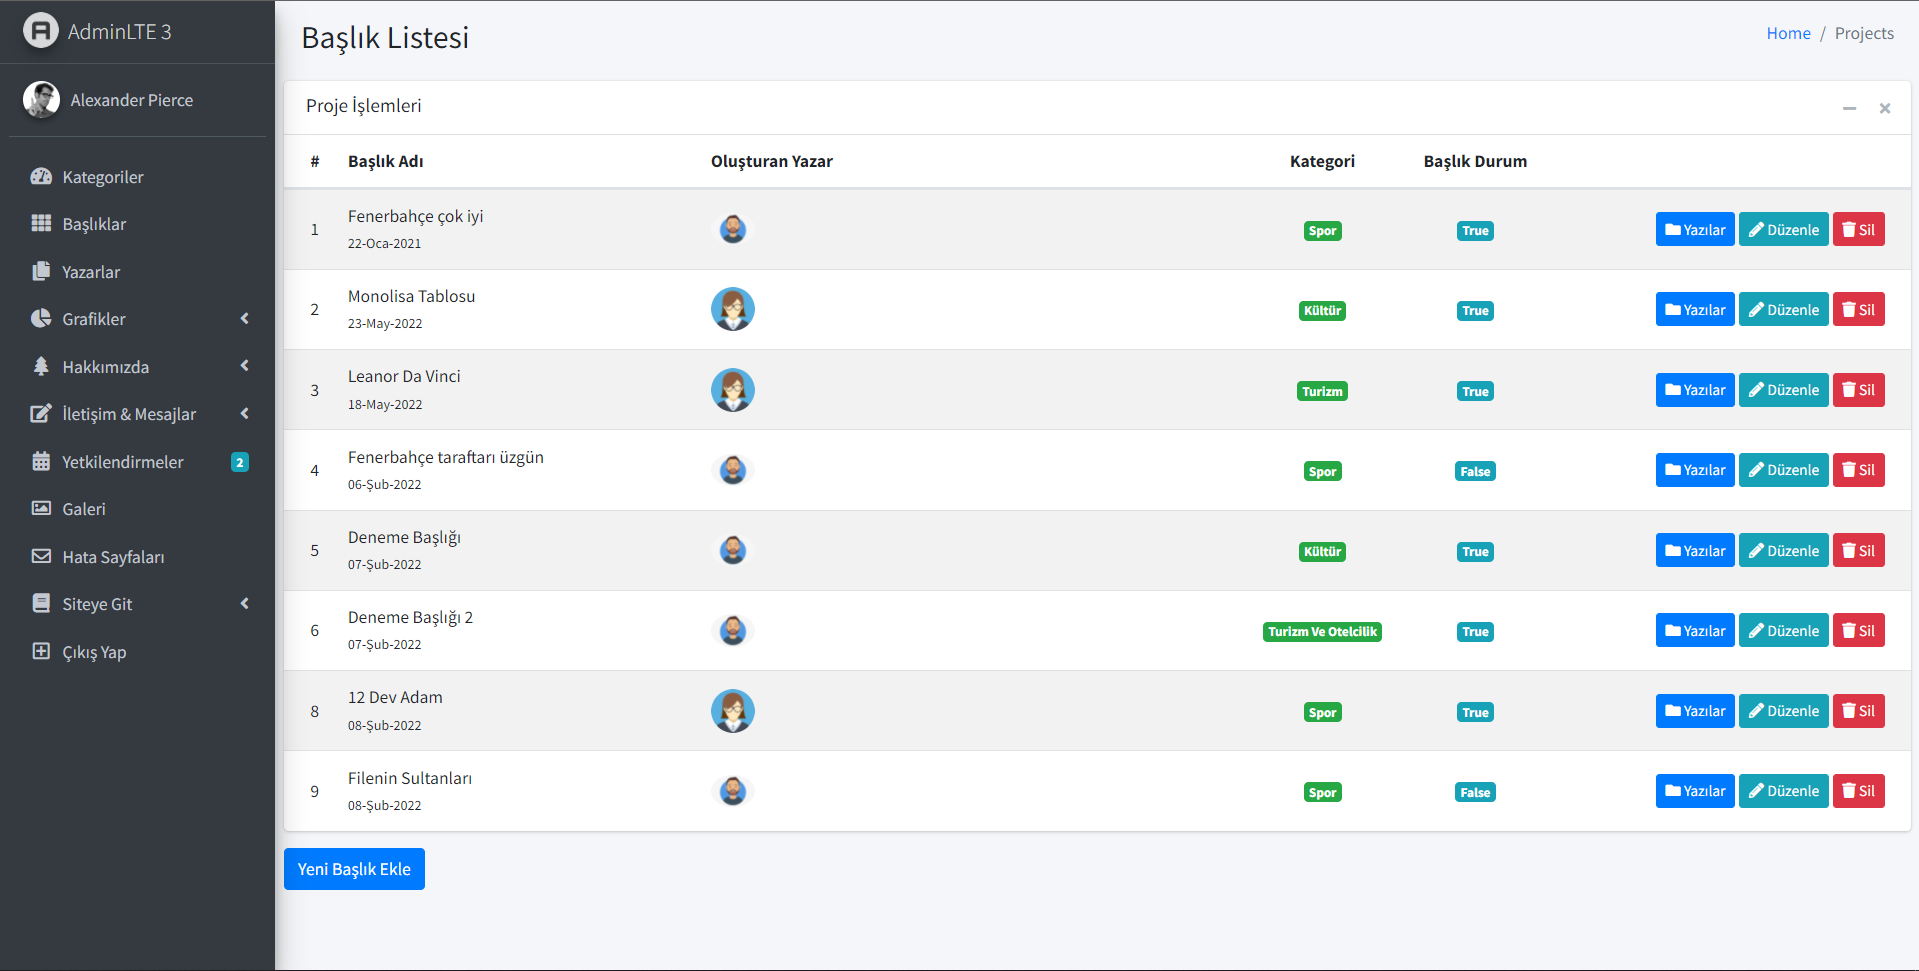 AdminLTE 3
Alexander Pierce
Kategoriler
Başlıklar
Yazarlar
Grafikler
Hakkımızda
İletişim & Mesajlar
Yetkilendirmeler 2
Galeri
Hata Sayfaları
Siteye Git
Çıkış Yap
Başlık Listesi
Home / Projects
Proje İşlemleri
# Başlık Adı Oluşturan Yazar Kategori Başlık Durum
1 Fenerbahçe çok iyi Spor True Yazılar Düzenle Sil
22-Oca-2021
2 Monolisa Tablosu Kültür True Yazılar Düzenle Sil
23-May-2022
3 Leanor Da Vinci Turizm True Yazılar Düzenle Sil
18-May-2022
4 Fenerbahçe taraftarı üzgün Spor False Yazılar Düzenle Sil
06-Şub-2022
5 Deneme Başlığı Kültür True Yazılar Düzenle Sil
07-Şub-2022
6 Deneme Başlığı 2 Turizm Ve Otelcilik True Yazılar Düzenle Sil
07-Şub-2022
8 12 Dev Adam Spor True Yazılar Düzenle Sil
08-Şub-2022
9 Filenin Sultanları Spor False Yazılar Düzenle Sil
08-Şub-2022
Yeni Başlık Ekle